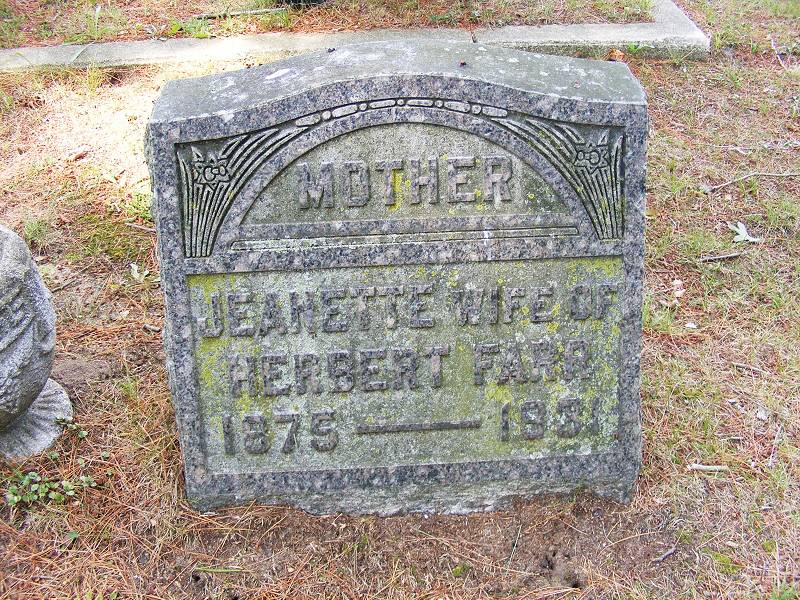 MOTHER
JEANETTE WIFE OF
HERBERT FARR
1875 — 1931